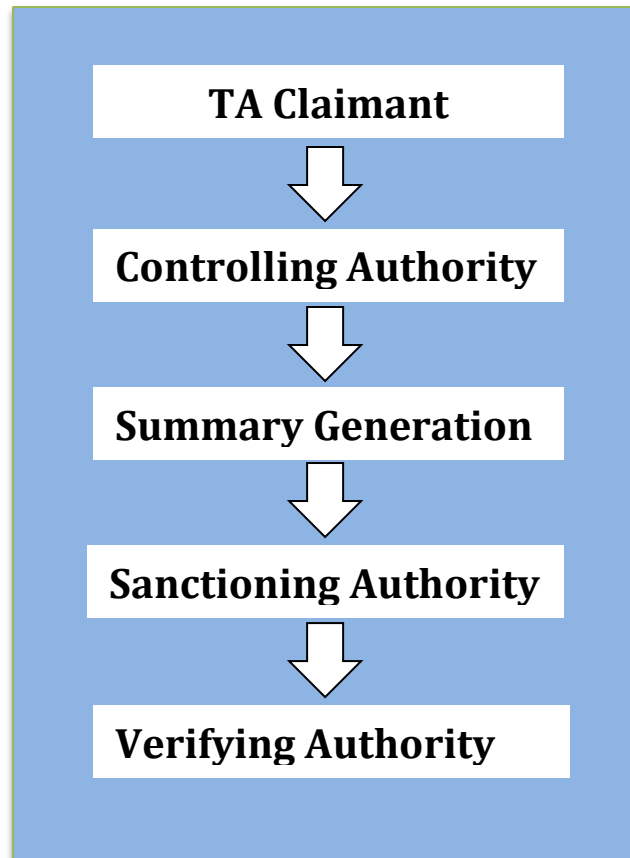 TA Claimant
Controlling Authority
Summary Generation
Sanctioning Authority
Verifying Authority